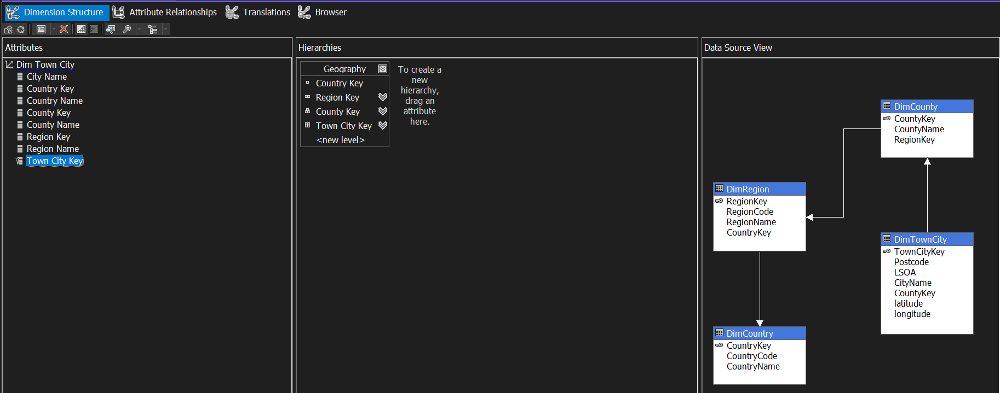 Dimension Structure Attribute Relationships Translations Browser
Attributes
Dim Town City
City Name
Country Key
Country Name
County Key
County Name
Region Key
Region Name
Town City Key
Hierarchies
Geography
Country Key
Region Key
County Key
Town City Key
<new level>
To create a
new
hierarchy,
drag an
attribute
here.
Data Source View
DimCounty
CountyKey
CountyName
RegionKey
DimRegion
RegionKey
RegionCode
RegionName
CountryKey
DimTownCity
TownCityKey
Postcode
LSOA
CityName
CountyKey
latitude
longitude
DimCountry
CountryKey
CountryCode
CountryName